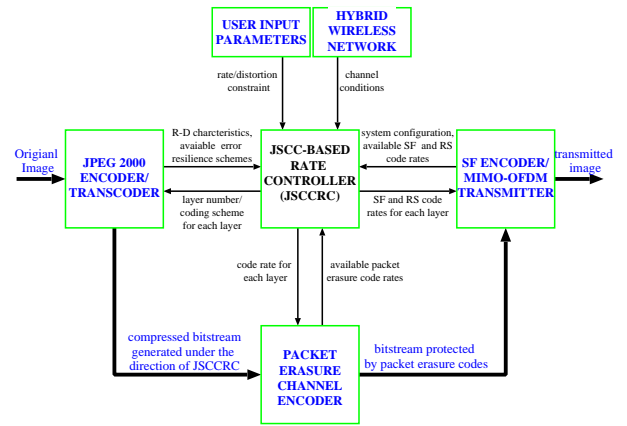 USER INPUT
PARAMETERS
HYBRID
WIRELESS
NETWORK
rate/distortion
constraint
channel
conditions
Origianl
Image
JPEG 2000
ENCODER/
TRANSCODER
R-D charcteristics,
avaiable error
resilience schemes
layer number/
coding scheme
for each layer
JSCC-BASED
RATE
CONTROLLER
(JSCCRC)
system configuration,
available SF and RS
code rates
SF and RS code
rates for each layer
SF ENCODER/
MIMO-OFDM
TRANSMITTER
transmitted
image
code rate for
each layer
available packet
erasure code rates
compressed bitstream
generated under the
direction of JSCCRC
PACKET
ERASURE
CHANNEL
ENCODER
bitstream protected
by packet erasure codes